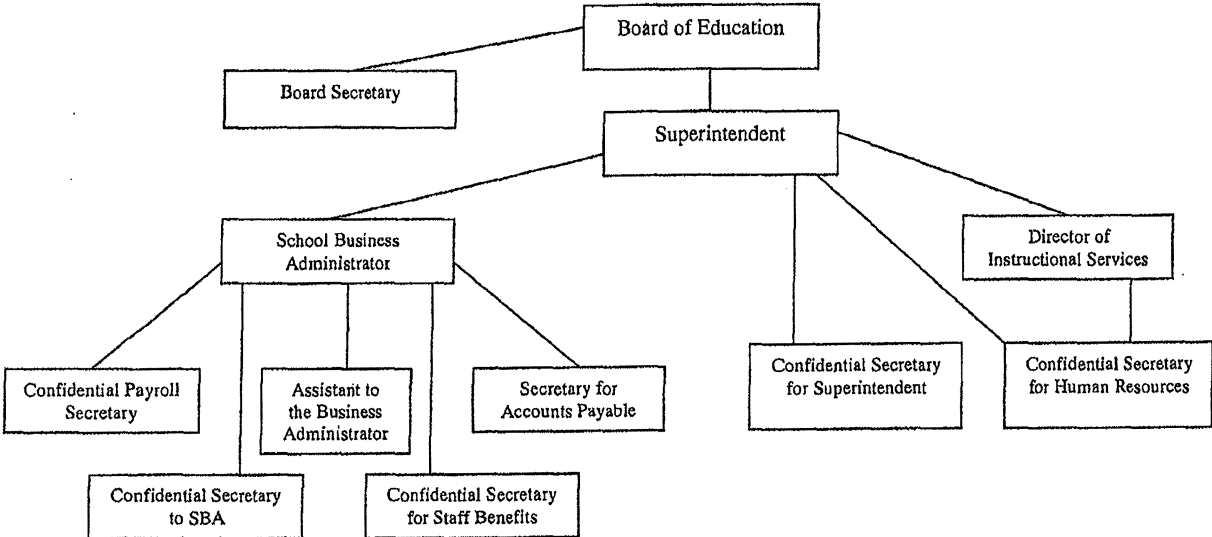 Board of Education
Board Secretary
Superintendent
School Business
Administrator
Director of
Instructional Services
Confidential Payroll
Secretary
Assistant to
the Business
Administrator
Secretary for
Accounts Payable
Confidential Secretary
for Superintendent
Confidential Secretary
for Human Resources
Confidential Secretary
to SBA
Confidential Secretary
for Staff Benefits